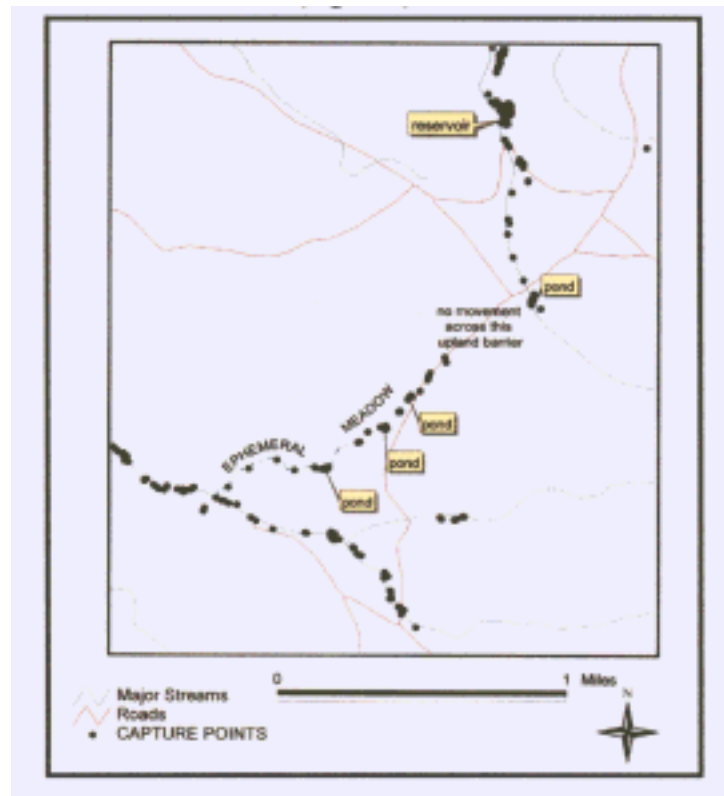 reservoir
pond
no movement
across this
upland barrier
MEADOW
pond
EPHEMERAL
pond
pond
0 1 Miles
Major Streams
Roads
CAPTURE POINTS
N